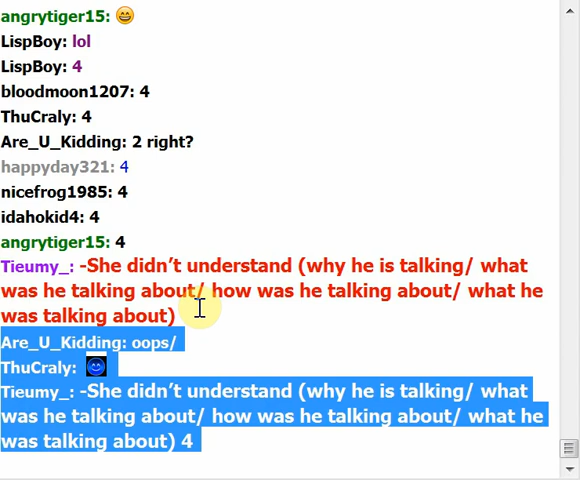 angrytiger15: 😄
LispBoy: lol
LispBoy: 4
bloodmoon1207: 4
ThuCraly: 4
Are_U_Kidding: 2 right?
happyday321: 4
nicefrog1985: 4
idahokid4: 4
angrytiger15: 4
Tieumy_: -She didn’t understand (why he is talking/ what
was he talking about/ how was he talking about/ what he
was talking about)
Are_U_Kidding: oops/
ThuCraly: 😊
Tieumy_: -She didn’t understand (why he is talking/ what
was he talking about/ how was he talking about/ what he
was talking about) 4